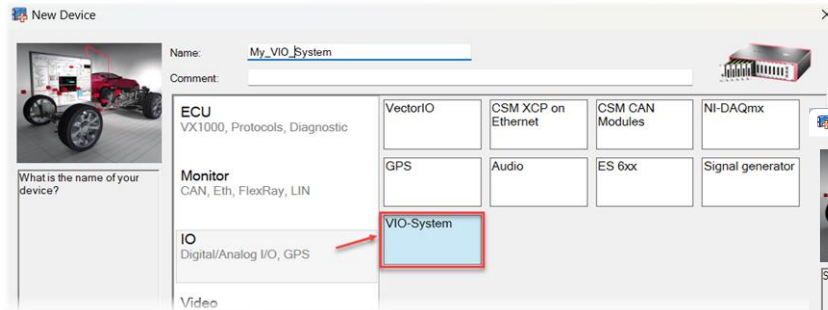 New Device
Name:
My_VIO_System
Comment:
What is the name of your
device?
ECU
VX1000, Protocols, Diagnostic
Monitor
CAN, Eth, FlexRay, LIN
IO
Digital/Analog I/O, GPS
Video
VectorIO
CSM XCP on
Ethernet
CSM CAN
Modules
NI-DAQmx
GPS
Audio
ES 6xx
Signal generator
VIO-System
S